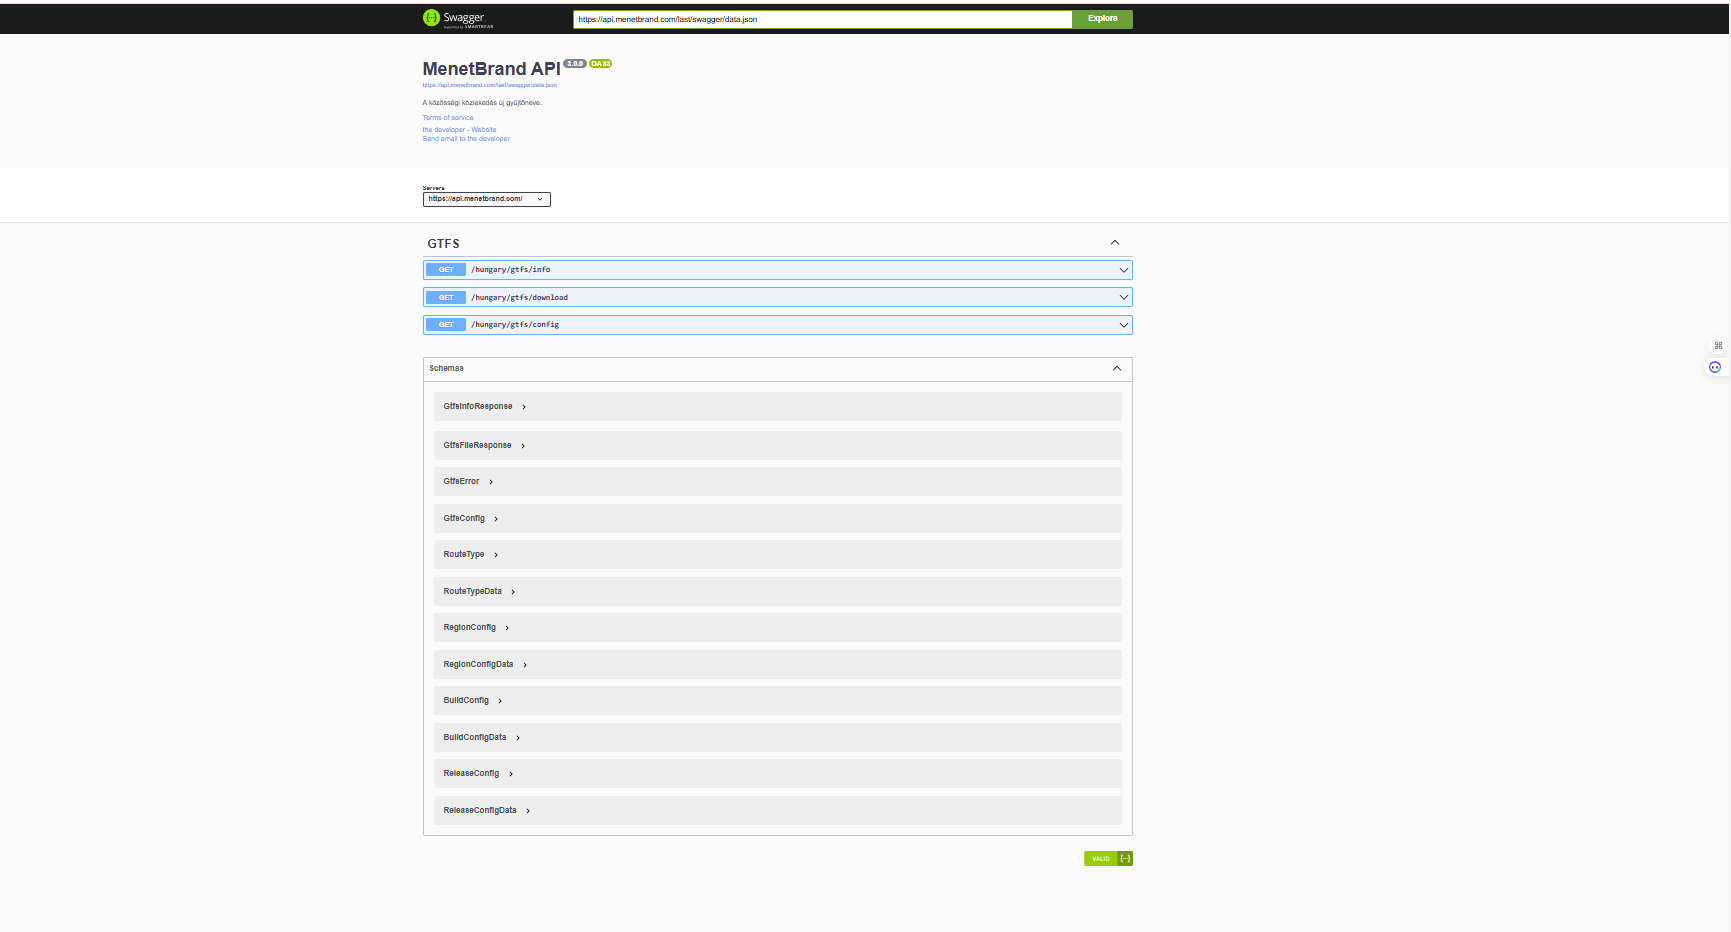 Swagger.
Supported by SMARTBEAR
https://api.menetbrand.com/last/swagger/data.json
Explore
MenetBrand API 3.0.0 OAS3
https://api.menetbrand.com/last/swagger/data.json
A közösségi közlekedés új gyűjtőneve.
Terms of service
the developer - Website
Send email to the developer
Servers
https://api.menetbrand.com/
GTFS
GET /hungary/gtfs/info
GET /hungary/gtfs/download
GET /hungary/gtfs/config
Schemas
GtfsInfoResponse
GtfsFileResponse
GtfsError
GtfsConfig
RouteType
RouteTypeData
RegionConfig
RegionConfigData
BuildConfig
BuildConfigData
ReleaseConfig
ReleaseConfigData
VALID {-}